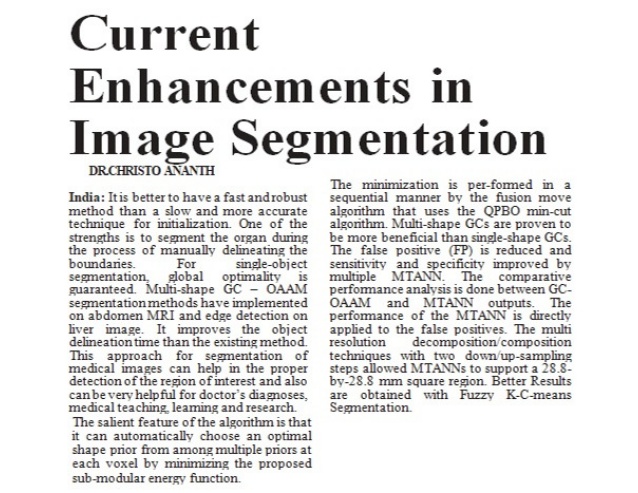 Current
Enhancements in
Image Segmentation
DR.CHRISTO ANANTH
India: It is better to have a fast and robust
method than a slow and more accurate
technique for initialization. One of the
strengths is to segment the organ during
the process of manually delineating the
boundaries. For single-object
segmentation, global optimality is
guaranteed. Multi-shape GC – OAAM
segmentation methods have implemented
on abdomen MRI and edge detection on
liver image. It improves the object
delineation time than the existing method.
This approach for segmentation of
medical images can help in the proper
detection of the region of interest and also
can be very helpful for doctor's diagnoses,
medical teaching, learning and research.
The salient feature of the algorithm is that
it can automatically choose an optimal
shape prior from among multiple priors at
each voxel by minimizing the proposed
sub-modular energy function.
The minimization is per-formed in a
sequential manner by the fusion move
algorithm that uses the QPBO min-cut
algorithm. Multi-shape GCs are proven to
be more beneficial than single-shape GCs.
The false positive (FP) is reduced and
sensitivity and specificity improved by
multiple MTANN. The comparative
performance analysis is done between GC-
OAAM and MTANN outputs. The
performance of the MTANN is directly
applied to the false positives. The multi
resolution decomposition/composition
techniques with two down/up-sampling
steps allowed MTANNs to support a 28.8-
by-28.8 mm square region. Better Results
are obtained with Fuzzy K-C-means
Segmentation.